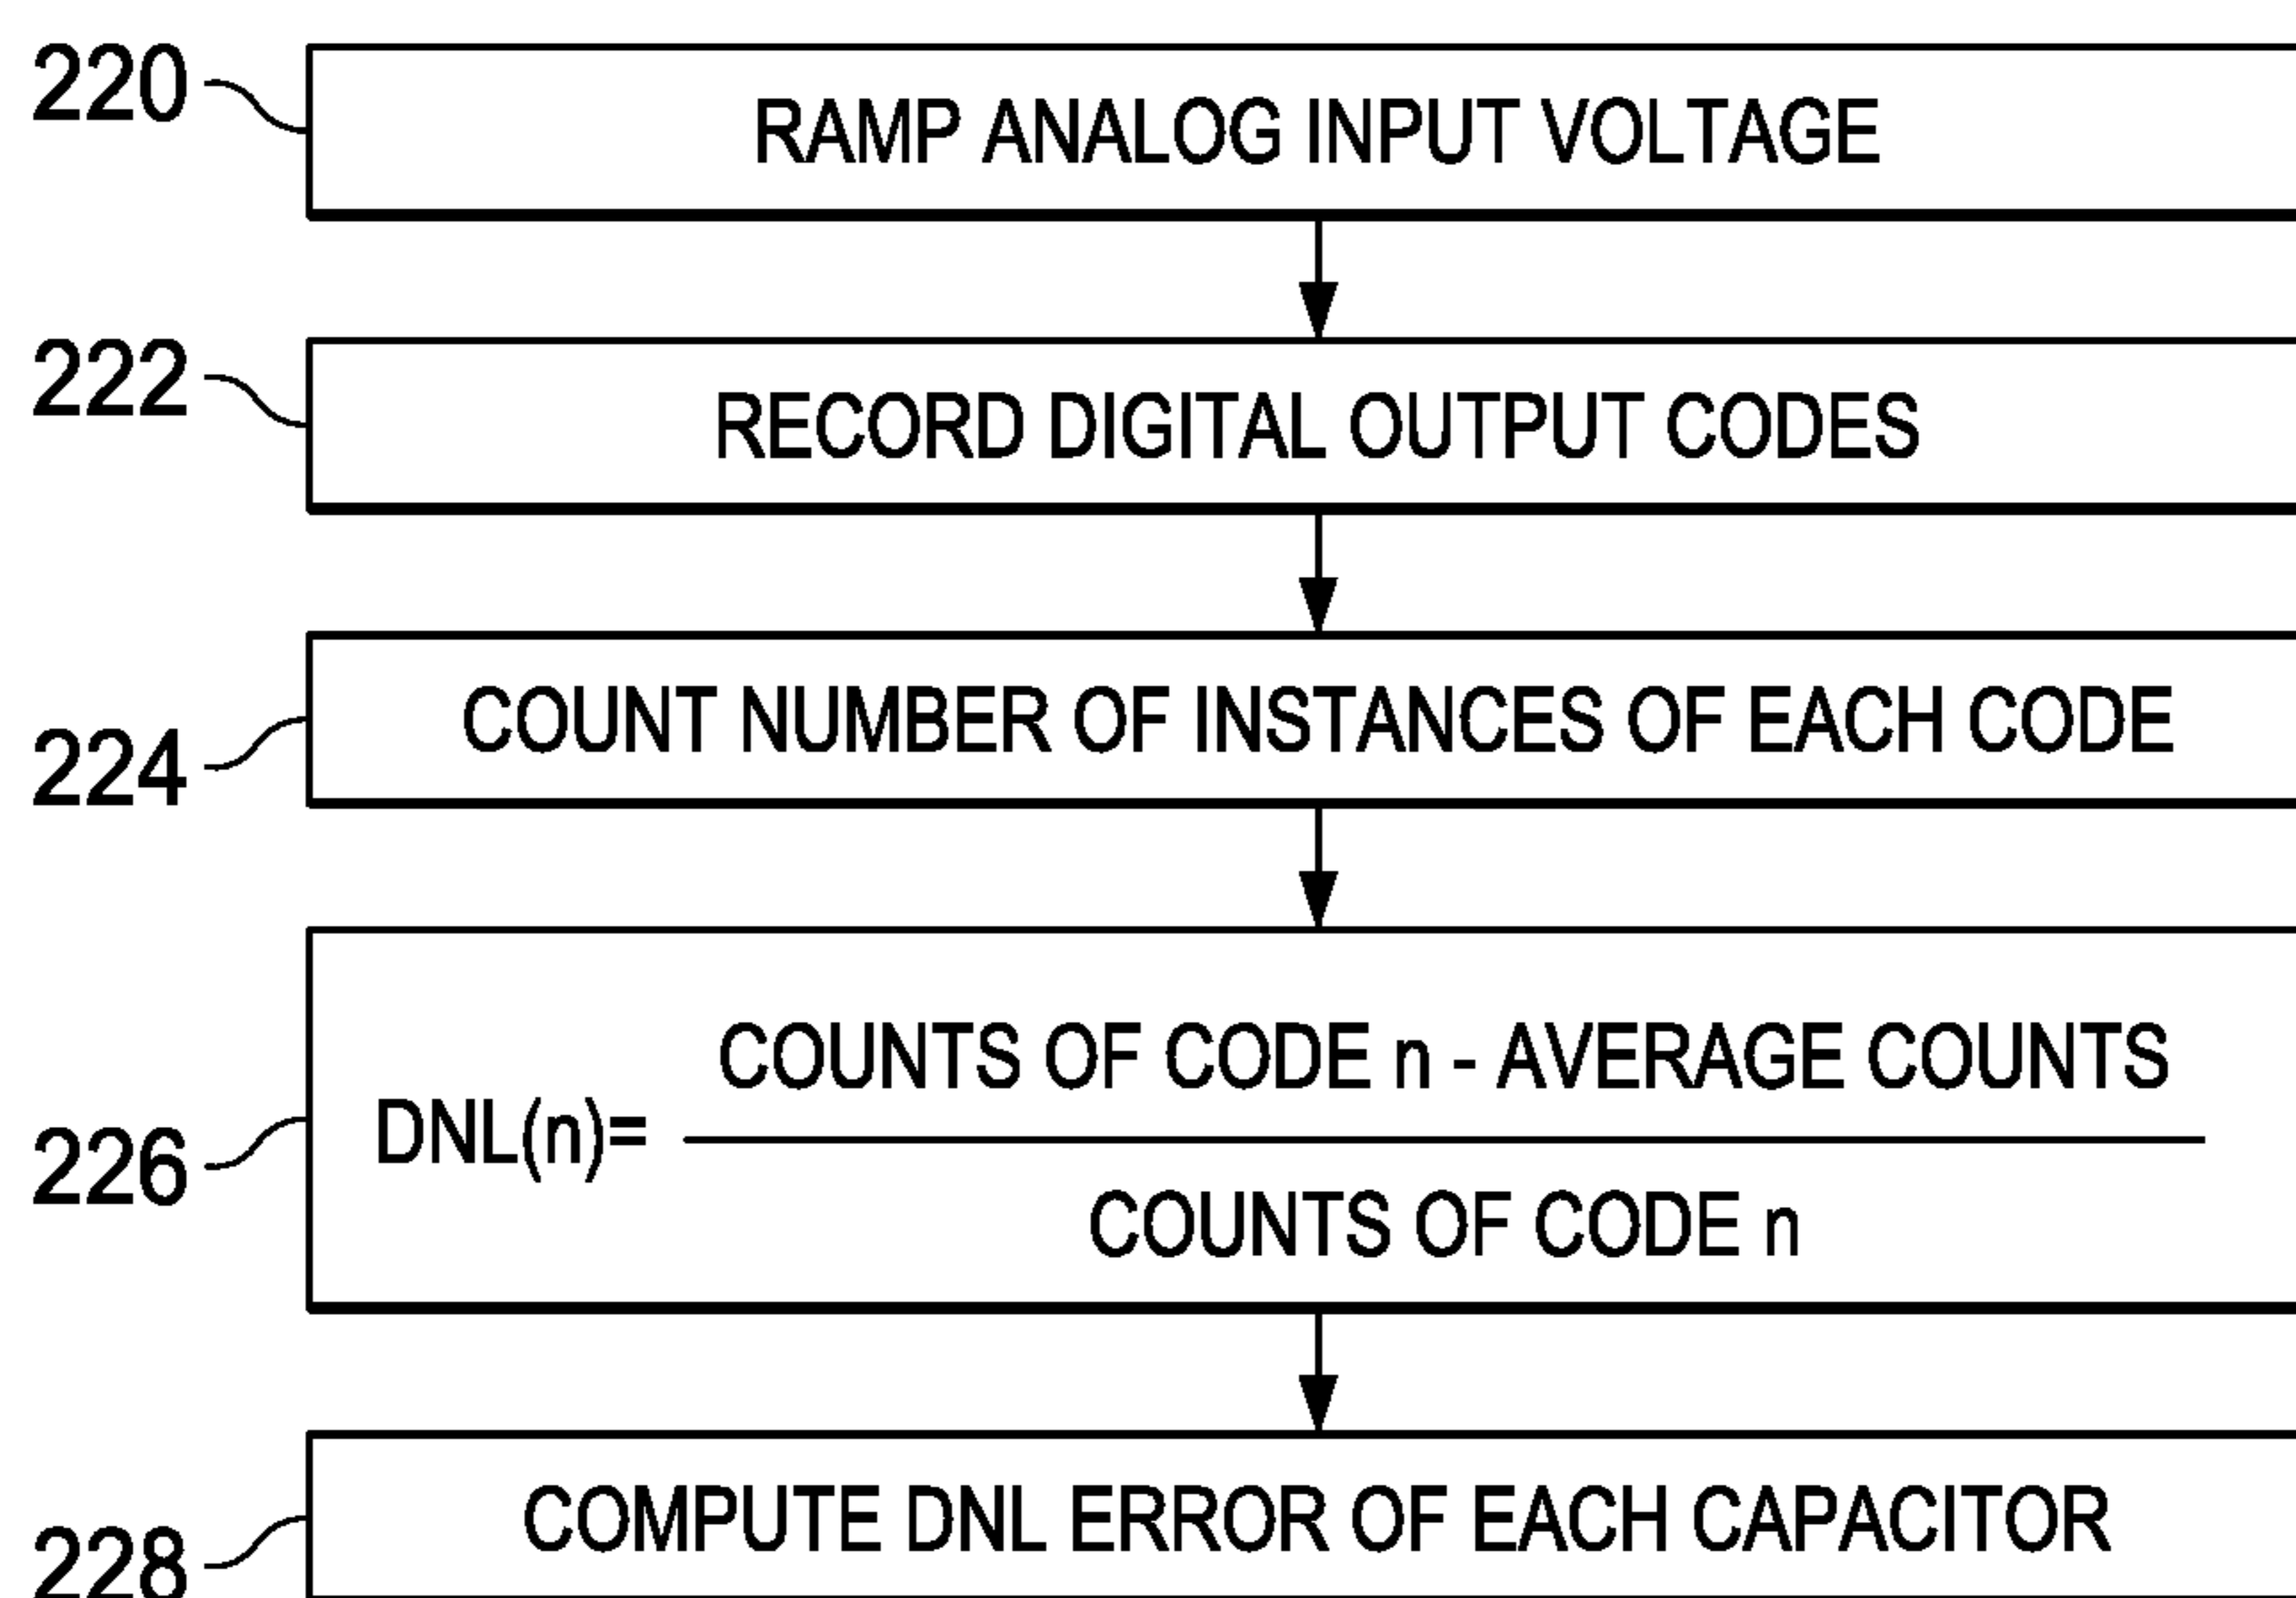 220
RAMP ANALOG INPUT VOLTAGE
222
RECORD DIGITAL OUTPUT CODES
224
COUNT NUMBER OF INSTANCES OF EACH CODE
226
DNL(n)=
COUNTS OF CODE n - AVERAGE COUNTS
COUNTS OF CODE n
228
COMPUTE DNL ERROR OF EACH CAPACITOR